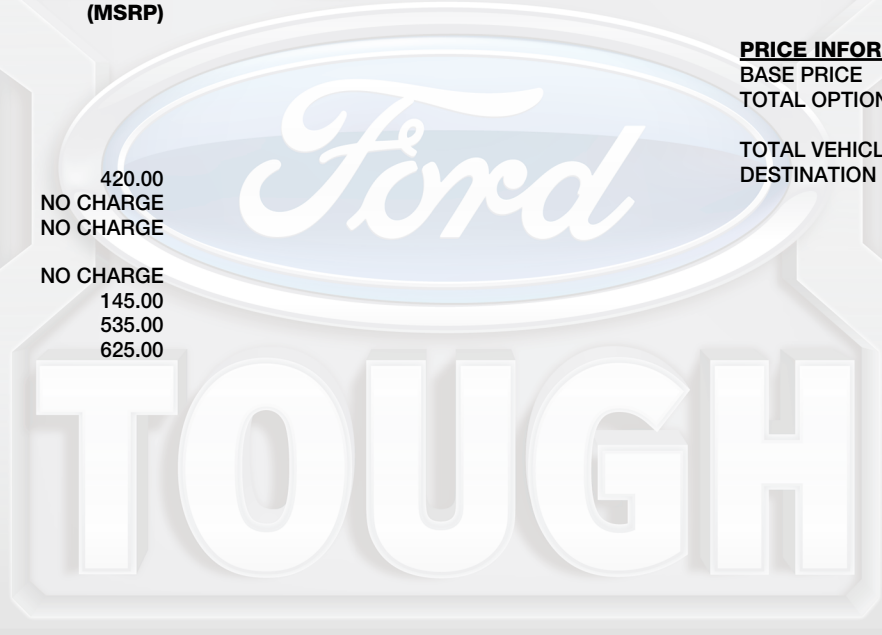 (MSRP)
420.00
NO CHARGE
NO CHARGE
NO CHARGE
145.00
535.00
625.00
PRICE INFOR
BASE PRICE
TOTAL OPTION
TOTAL VEHICL
DESTINATION
Ford
TOUGH